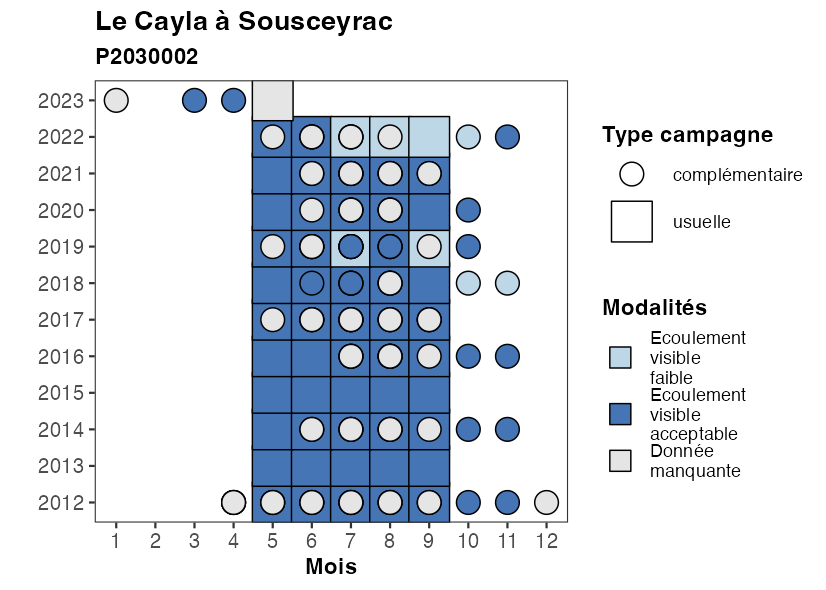 Le Cayla à Sousceyrac
P2030002
2023
2022
2021
2020
2019
2018
2017
2016
2015
2014
2013
2012
1 2 3 4 5 6 7 8 9 10 11 12
Mois
Type campagne
complémentaire
usuelle
Modalités
Ecoulement
visible
faible
Ecoulement
visible
acceptable
Donnée
manquante